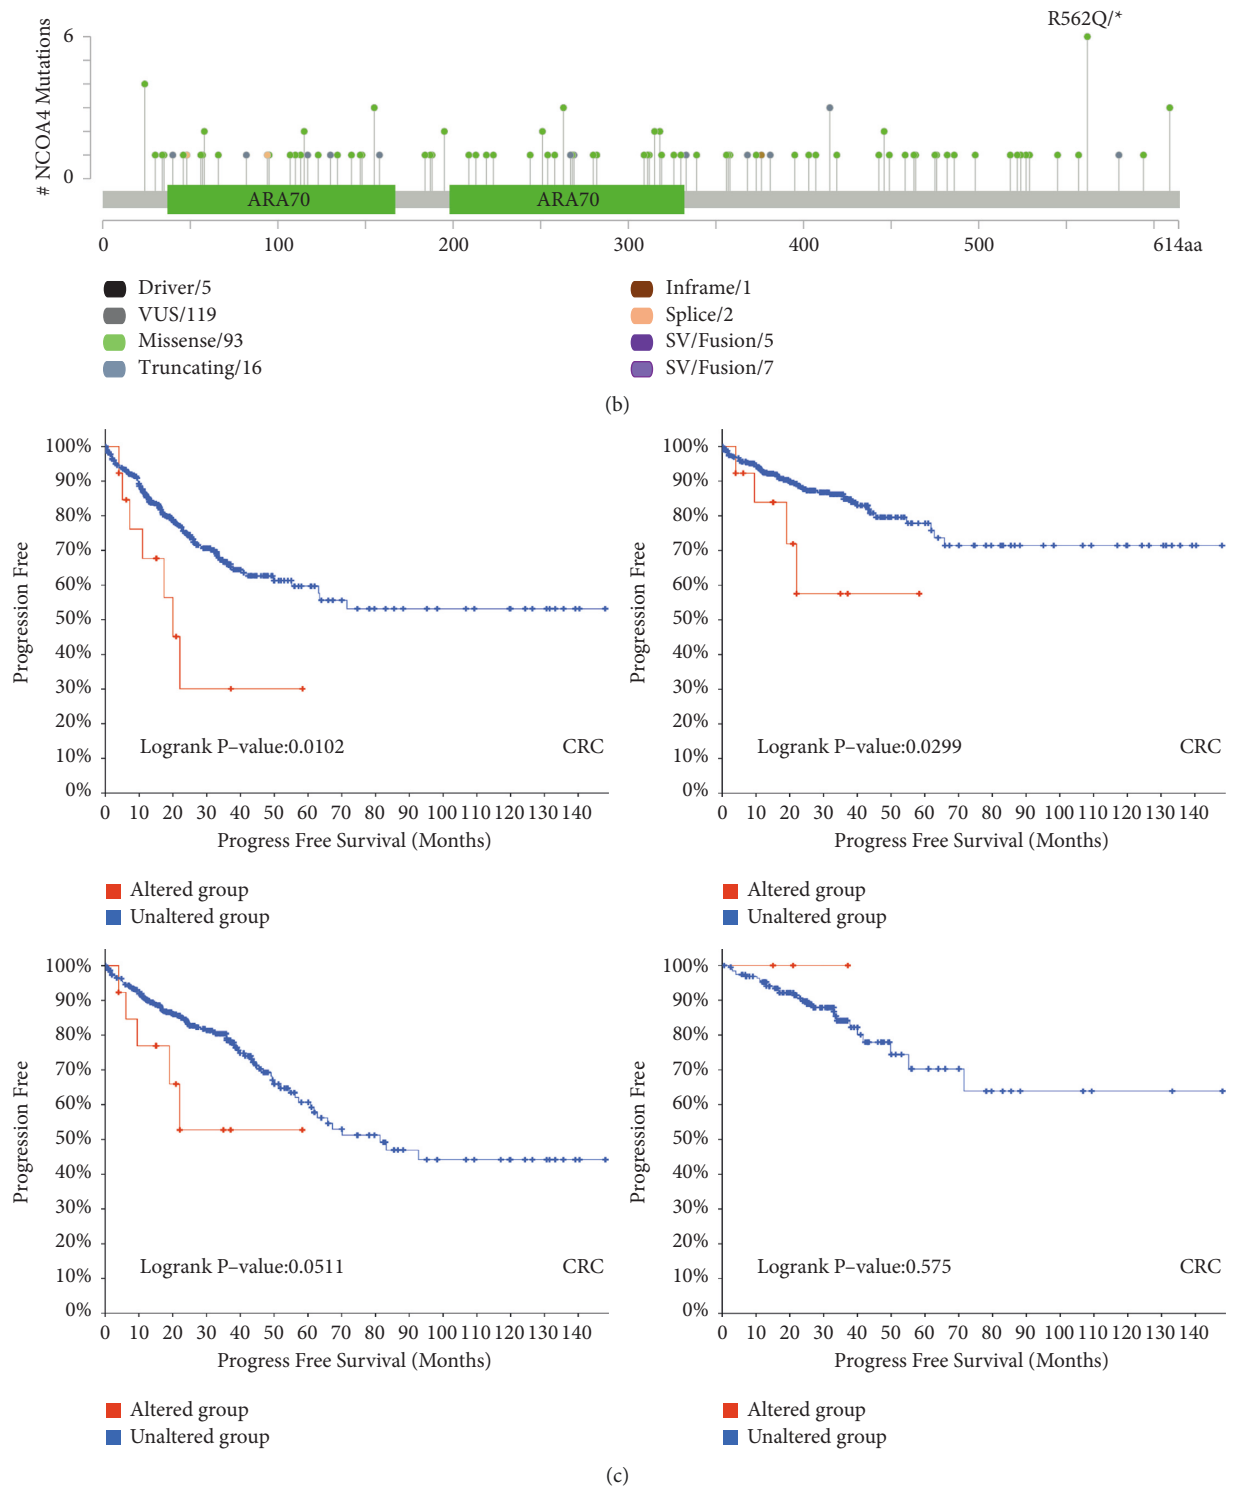 R562Q/*
# NCOA4 Mutations
6
0
ARA70 ARA70
0 100 200 300 400 500 614aa
Driver/5
VUS/119
Missense/93
Truncating/16
Inframe/1
Splice/2
SV/Fusion/5
SV/Fusion/7
(b)
Progression Free
100%
90%
80%
70%
60%
50%
40%
30%
20%
10%
0%
Logrank P–value:0.0102 CRC
0 10 20 30 40 50 60 70 80 90 100 110 120 130 140
Progress Free Survival (Months)
Altered group
Unaltered group
Progression Free
100%
90%
80%
70%
60%
50%
40%
30%
20%
10%
0%
Logrank P–value:0.0299 CRC
0 10 20 30 40 50 60 70 80 90 100 110 120 130 140
Progress Free Survival (Months)
Altered group
Unaltered group
Progression Free
100%
90%
80%
70%
60%
50%
40%
30%
20%
10%
0%
Logrank P–value:0.0511 CRC
0 10 20 30 40 50 60 70 80 90 100 110 120 130 140
Progress Free Survival (Months)
Altered group
Unaltered group
Progression Free
100%
90%
80%
70%
60%
50%
40%
30%
20%
10%
0%
Logrank P–value:0.575 CRC
0 10 20 30 40 50 60 70 80 90 100 110 120 130 140
Progress Free Survival (Months)
Altered group
Unaltered group
(c)